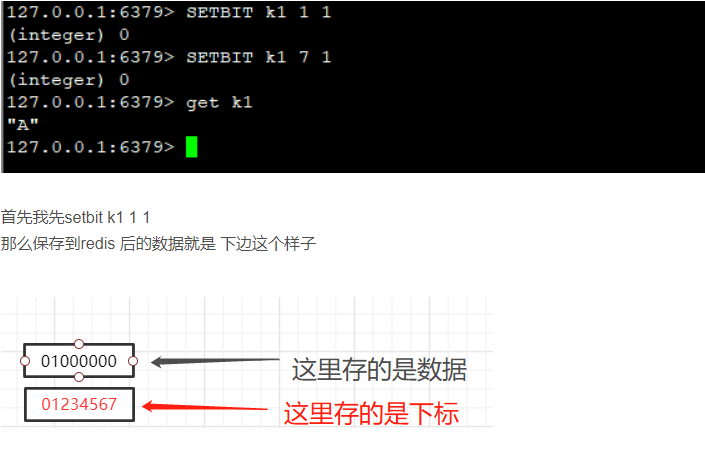 127.0.0.1:6379> SETBIT k1 1 1
(integer) 0
127.0.0.1:6379> SETBIT k1 7 1
(integer) 0
127.0.0.1:6379> get k1
"A"
127.0.0.1:6379>
首先我先setbit k1 1 1
那么保存到redis 后的数据就是 下边这个样子
01000000
这里存的是数据
01234567
这里存的是下标